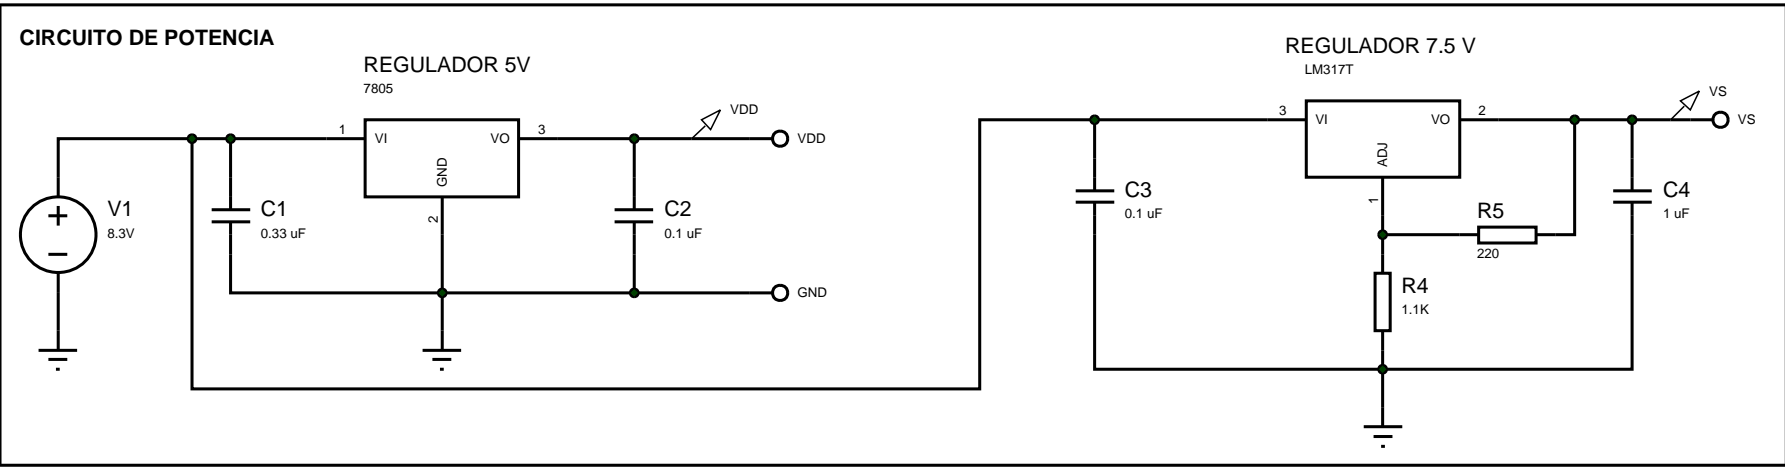 CIRCUITO DE POTENCIA
REGULADOR 5V
7805
1
VI
VO
3
GND
2
VDD
VDD
V1
8.3V
C1
0.33 uF
C2
0.1 uF
GND
REGULADOR 7.5 V
LM317T
3
VI
VO
2
ADJ
1
VS
VS
C3
0.1 uF
R5
220
C4
1 uF
R4
1.1K